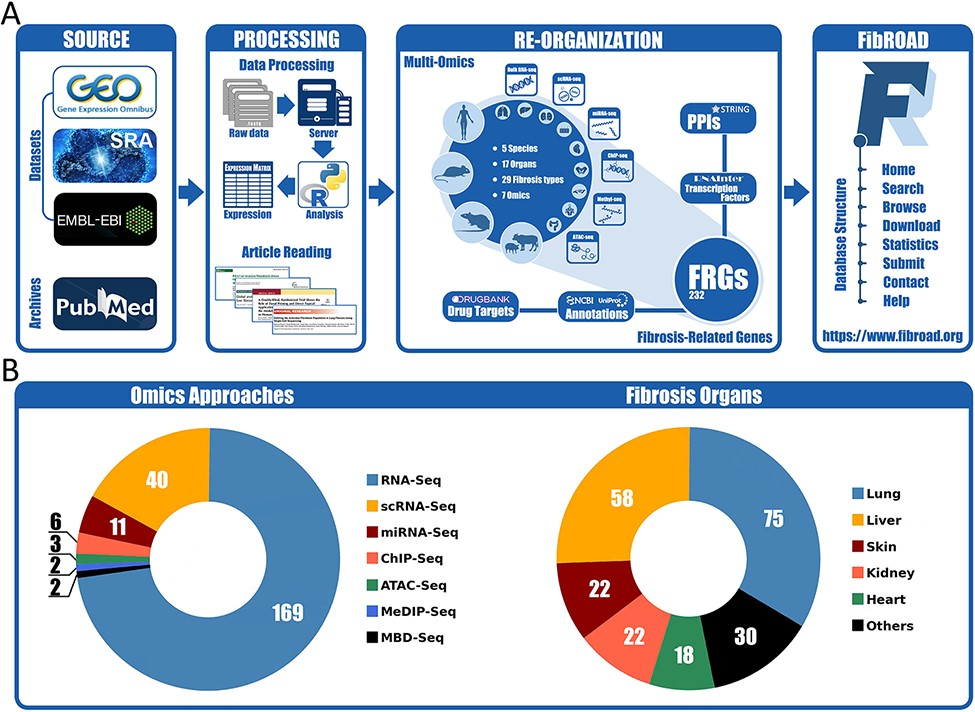 A
SOURCE
Datasets
GEO
Gene Expression Omnibus
SRA
EMBL-EBI
Archives
PubMed
PROCESSING
Data Processing
Raw data
Server
EXPRESSION MATRIX
Expression
R
Analysis
Article Reading
RE-ORGANIZATION
Multi-Omics
Bulk RNA-seq
scRNA-seq
miRNA-seq
ChIP-seq
Methyl-seq
ATAC-seq
• 5 Species
• 17 Organs
• 29 Fibrosis types
• 7 Omics
STRING
PPIs
RNAInter
Transcription
Factors
FRGs
232
DRUGBANK
Drug Targets
NCBI UniProt
Annotations
Fibrosis-Related Genes
FibROAD
FR
Database Structure
Home
Search
Browse
Download
Statistics
Submit
Contact
Help
https://www.fibroad.org
B
Omics Approaches
40
11
6
3
2
2
169
RNA-Seq
scRNA-Seq
miRNA-Seq
ChIP-Seq
ATAC-Seq
MeDIP-Seq
MBD-Seq
Fibrosis Organs
58
75
22
22
18
30
Lung
Liver
Skin
Kidney
Heart
Others